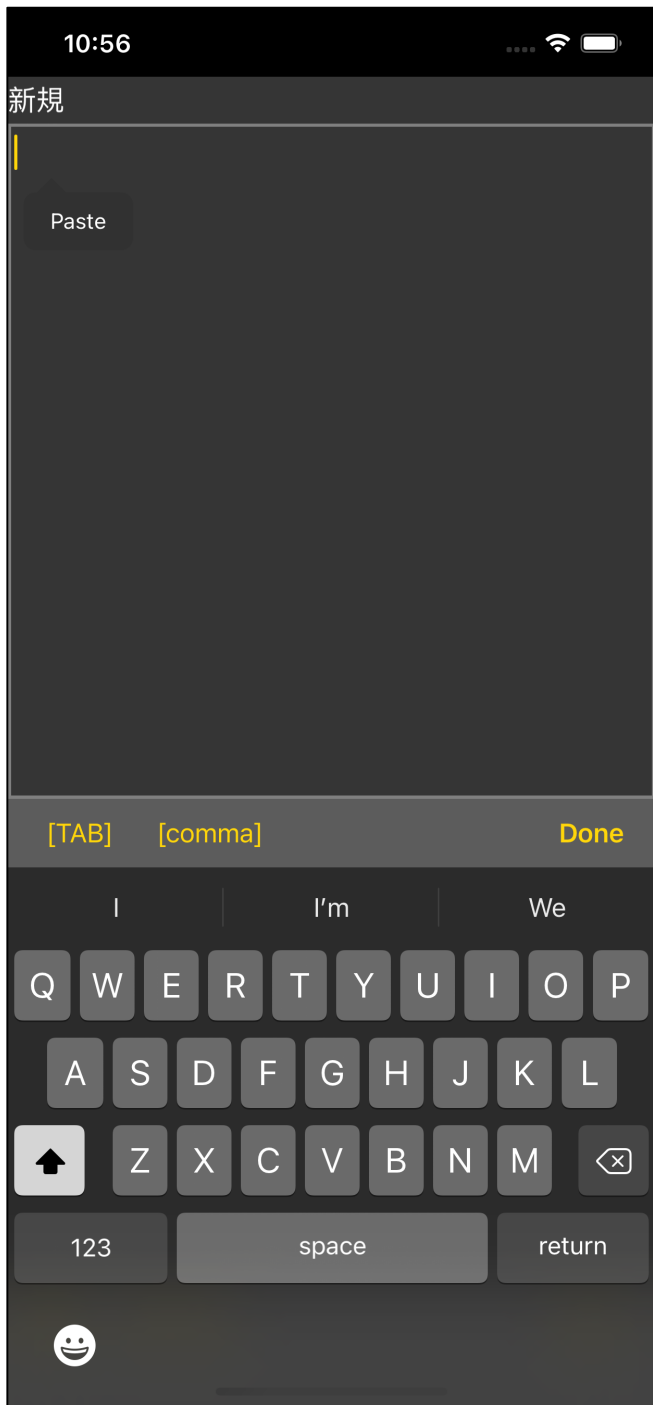 10:56
新規
Paste
[TAB] [comma] Done
I I'm We
Q W E R T Y U I O P
A S D F G H J K L
Z X C V B N M
123 space return